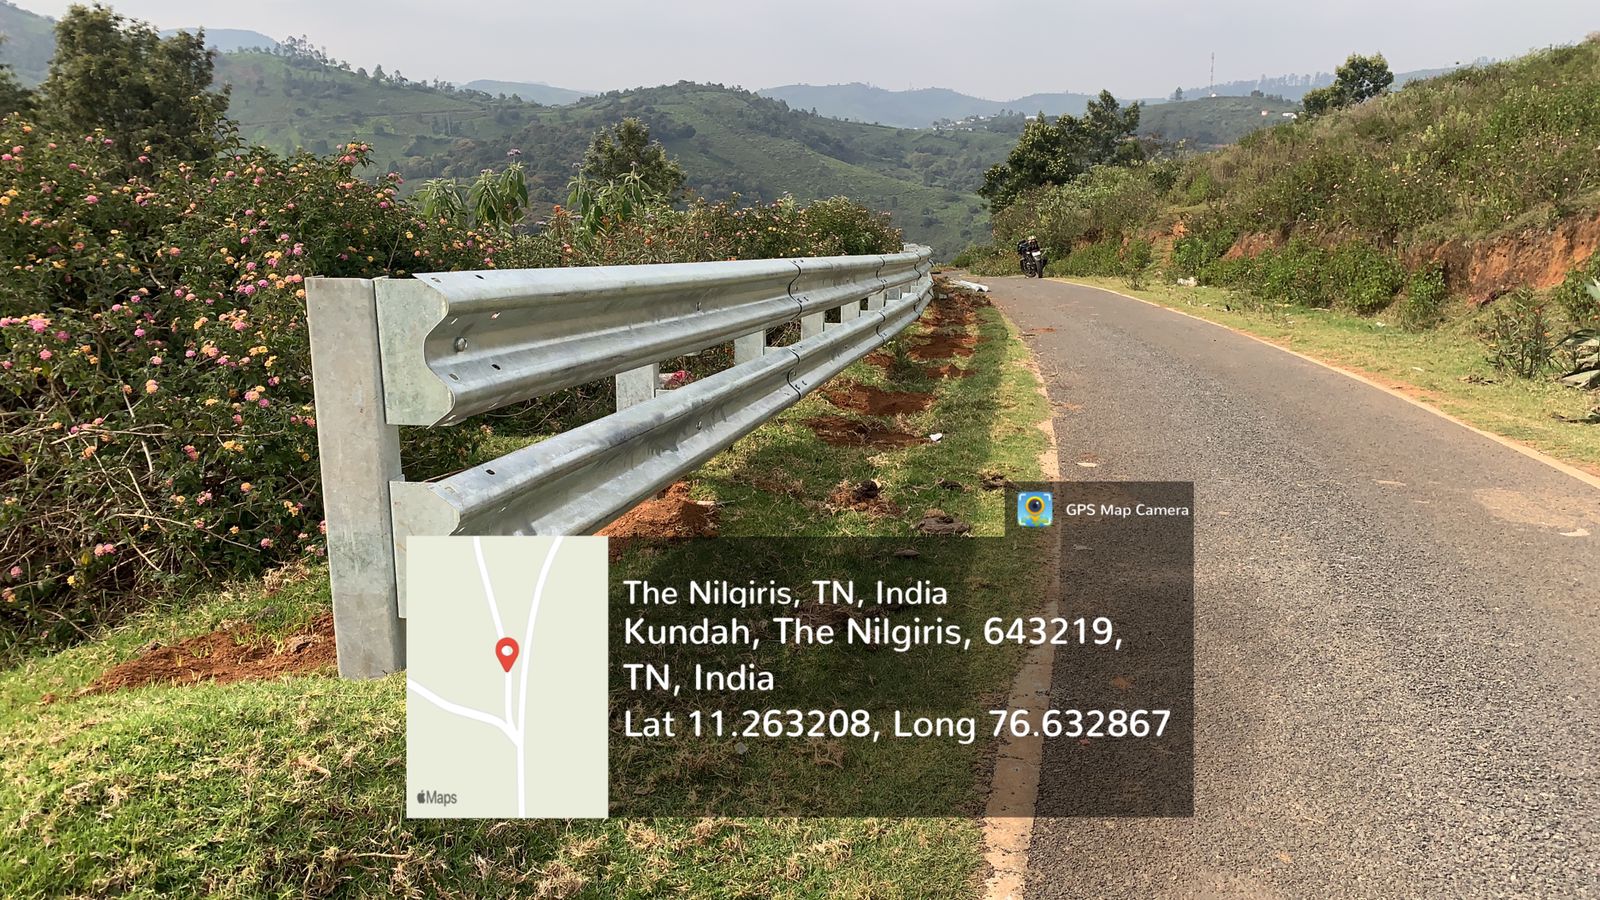 GPS Map Camera
The Nilgiris, TN, India
Kundah, The Nilgiris, 643219,
TN, India
Lat 11.263208, Long 76.632867
Maps